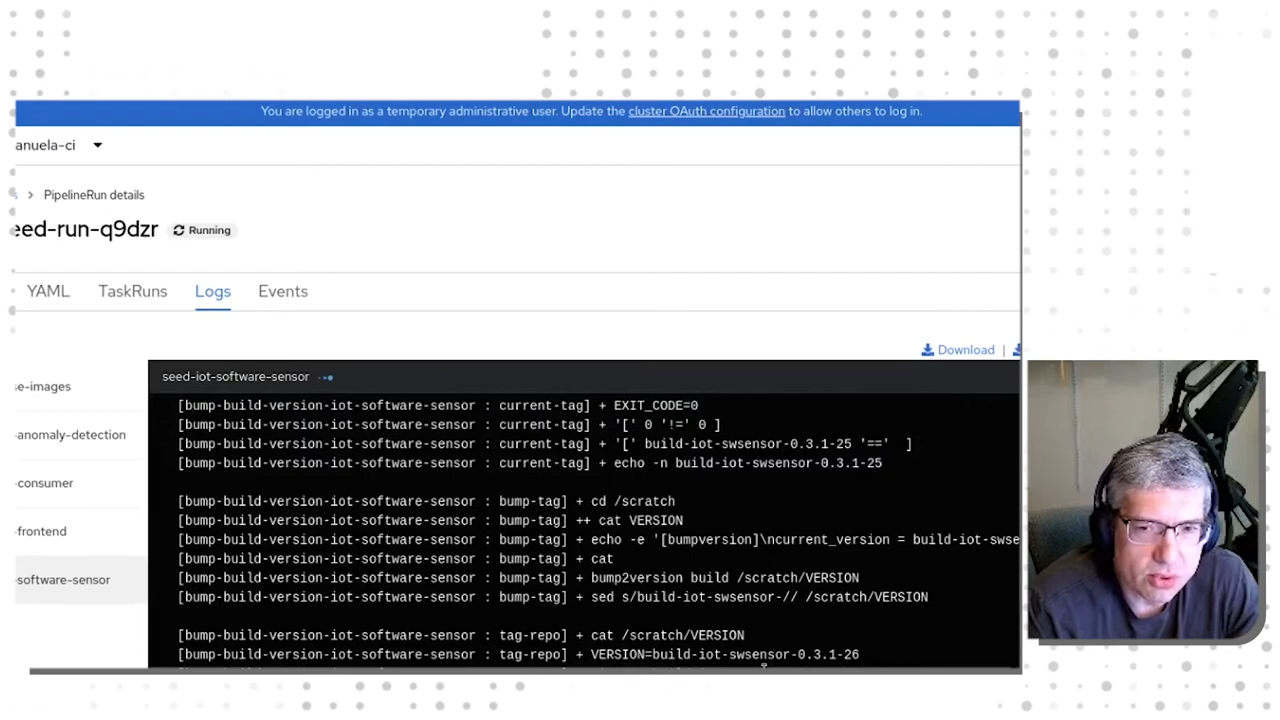 You are logged in as a temporary administrative user. Update the cluster OAuth configuration to allow others to log in.
anuela-ci
PipelineRun details
eed-run-q9dzr Running
YAML TaskRuns Logs Events
Download |
se-images
-anomaly-detection
-consumer
-frontend
-software-sensor
seed-iot-software-sensor
[bump-build-version-iot-software-sensor : current-tag] + EXIT_CODE=0
[bump-build-version-iot-software-sensor : current-tag] + '[' 0 '!=' 0 ]
[bump-build-version-iot-software-sensor : current-tag] + '[' build-iot-swsensor-0.3.1-25 '==' ]
[bump-build-version-iot-software-sensor : current-tag] + echo -n build-iot-swsensor-0.3.1-25
[bump-build-version-iot-software-sensor : bump-tag] + cd /scratch
[bump-build-version-iot-software-sensor : bump-tag] ++ cat VERSION
[bump-build-version-iot-software-sensor : bump-tag] + echo -e '[bumpversion]\ncurrent_version = build-iot-swse
[bump-build-version-iot-software-sensor : bump-tag] + cat
[bump-build-version-iot-software-sensor : bump-tag] + bump2version build /scratch/VERSION
[bump-build-version-iot-software-sensor : bump-tag] + sed s/build-iot-swsensor-// /scratch/VERSION
[bump-build-version-iot-software-sensor : tag-repo] + cat /scratch/VERSION
[bump-build-version-iot-software-sensor : tag-repo] + VERSION=build-iot-swsensor-0.3.1-26